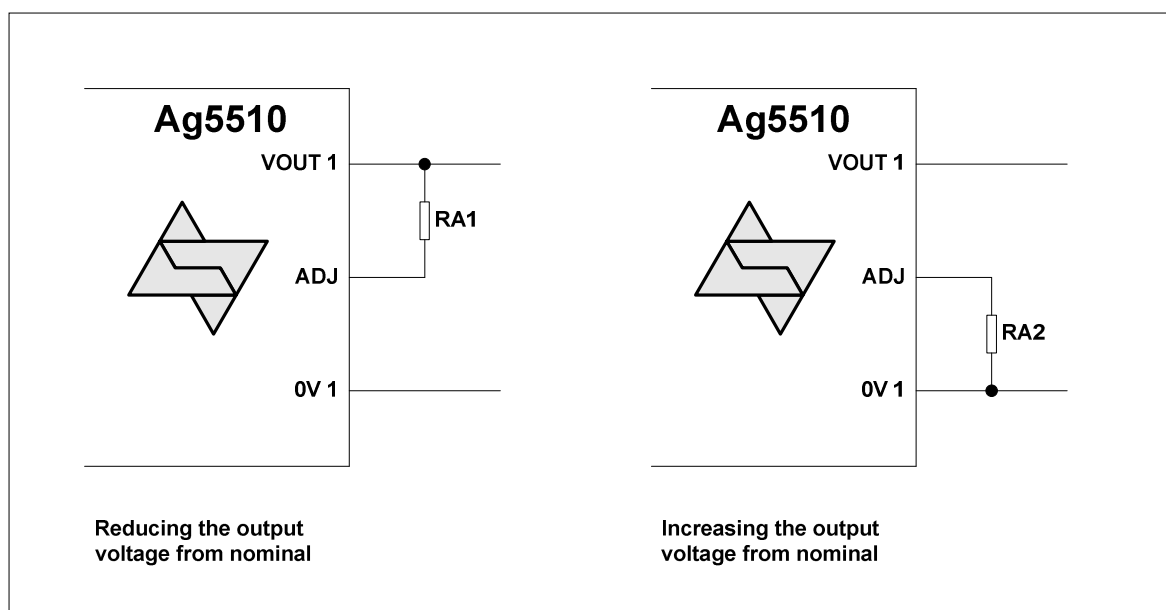 Ag5510
VOUT 1
RA1
ADJ
0V 1
Reducing the output
voltage from nominal
Ag5510
VOUT 1
ADJ
RA2
0V 1
Increasing the output
voltage from nominal